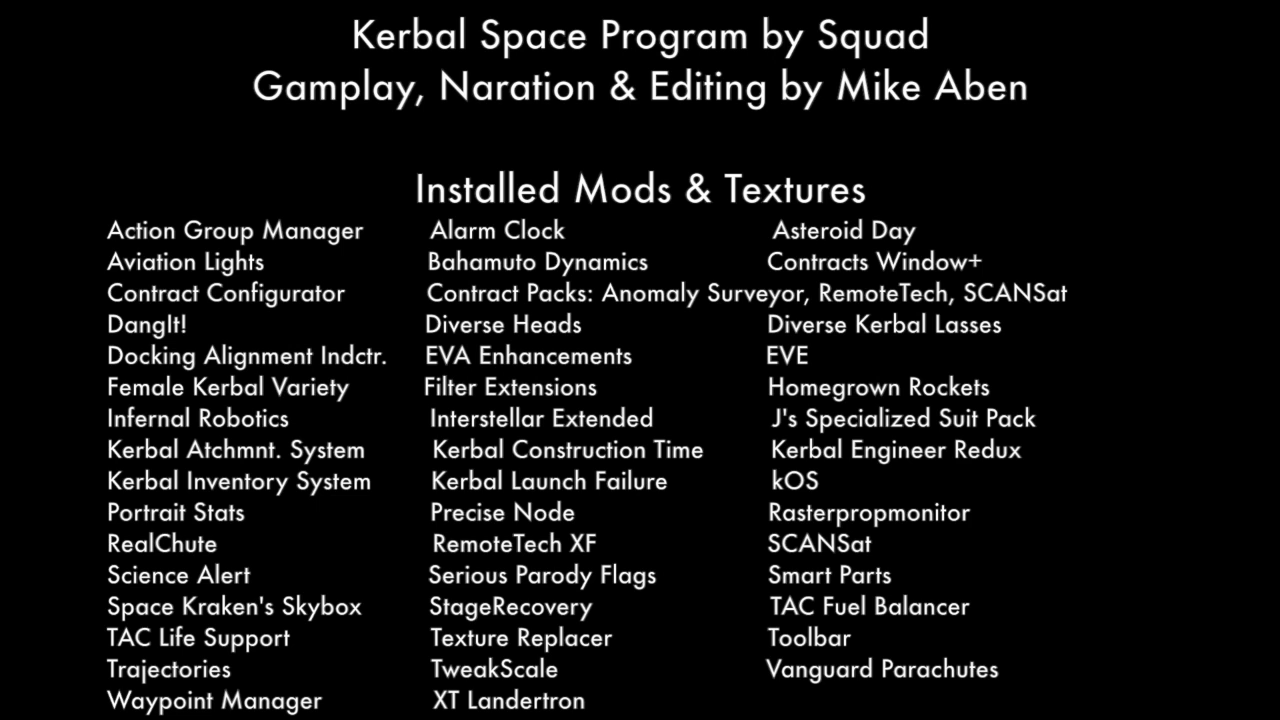 Kerbal Space Program by Squad
Gamplay, Naration & Editing by Mike Aben
Installed Mods & Textures
Action Group Manager Alarm Clock Asteroid Day
Aviation Lights Bahamuto Dynamics Contracts Window+
Contract Configurator Contract Packs: Anomaly Surveyor, RemoteTech, SCANSat
DangIt! Diverse Heads Diverse Kerbal Lasses
Docking Alignment Indctr. EVA Enhancements EVE
Female Kerbal Variety Filter Extensions Homegrown Rockets
Infernal Robotics Interstellar Extended J's Specialized Suit Pack
Kerbal Atchmnt. System Kerbal Construction Time Kerbal Engineer Redux
Kerbal Inventory System Kerbal Launch Failure kOS
Portrait Stats Precise Node Rasterpropmonitor
RealChute RemoteTech XF SCANSat
Science Alert Serious Parody Flags Smart Parts
Space Kraken's Skybox StageRecovery TAC Fuel Balancer
TAC Life Support Texture Replacer Toolbar
Trajectories TweakScale Vanguard Parachutes
Waypoint Manager XT Landertron